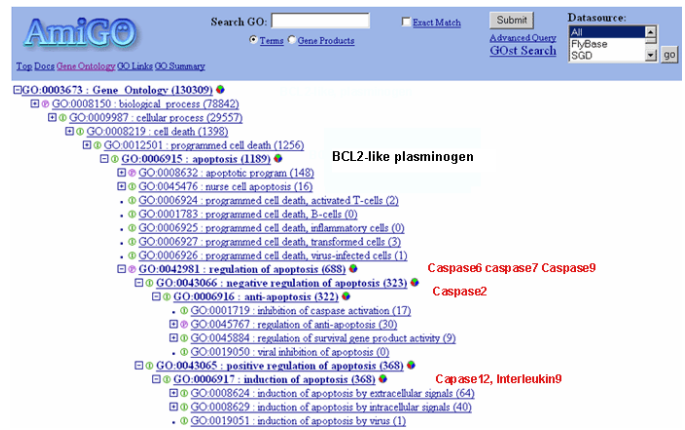 AmiGO
Search GO:
Exact Match
Submit
Datasource:
Terms Gene Products
Advanced Query
GOst Search
All
FlyBase
SGD
go
Top Docs Gene Ontology GO Links GO Summary
GO:0003673 : Gene_Ontology (130309)
GO:0008150 : biological_process (78842)
GO:0009987 : cellular process (29557)
GO:0008219 : cell death (1398)
GO:0012501 : programmed cell death (1256)
GO:0006915 : apoptosis (1189)
BCL2-like plasminogen
GO:0008632 : apoptotic program (148)
GO:0045476 : nurse cell apoptosis (16)
GO:0006924 : programmed cell death, activated T-cells (2)
GO:0001783 : programmed cell death, B-cells (0)
GO:0006925 : programmed cell death, inflammatory cells (0)
GO:0006927 : programmed cell death, transformed cells (3)
GO:0006926 : programmed cell death, virus-infected cells (1)
GO:0042981 : regulation of apoptosis (688)
Caspase6 caspase7 Caspase9
GO:0043066 : negative regulation of apoptosis (323)
Caspase2
GO:0006916 : anti-apoptosis (322)
GO:0001719 : inhibition of caspase activation (17)
GO:0045767 : regulation of anti-apoptosis (30)
GO:0045884 : regulation of survival gene product activity (9)
GO:0019050 : viral inhibition of apoptosis (0)
GO:0043065 : positive regulation of apoptosis (368)
GO:0006917 : induction of apoptosis (368)
Capase12, Interleukin9
GO:0008624 : induction of apoptosis by extracellular signals (64)
GO:0008629 : induction of apoptosis by intracellular signals (40)
GO:0019051 : induction of apoptosis by virus (1)